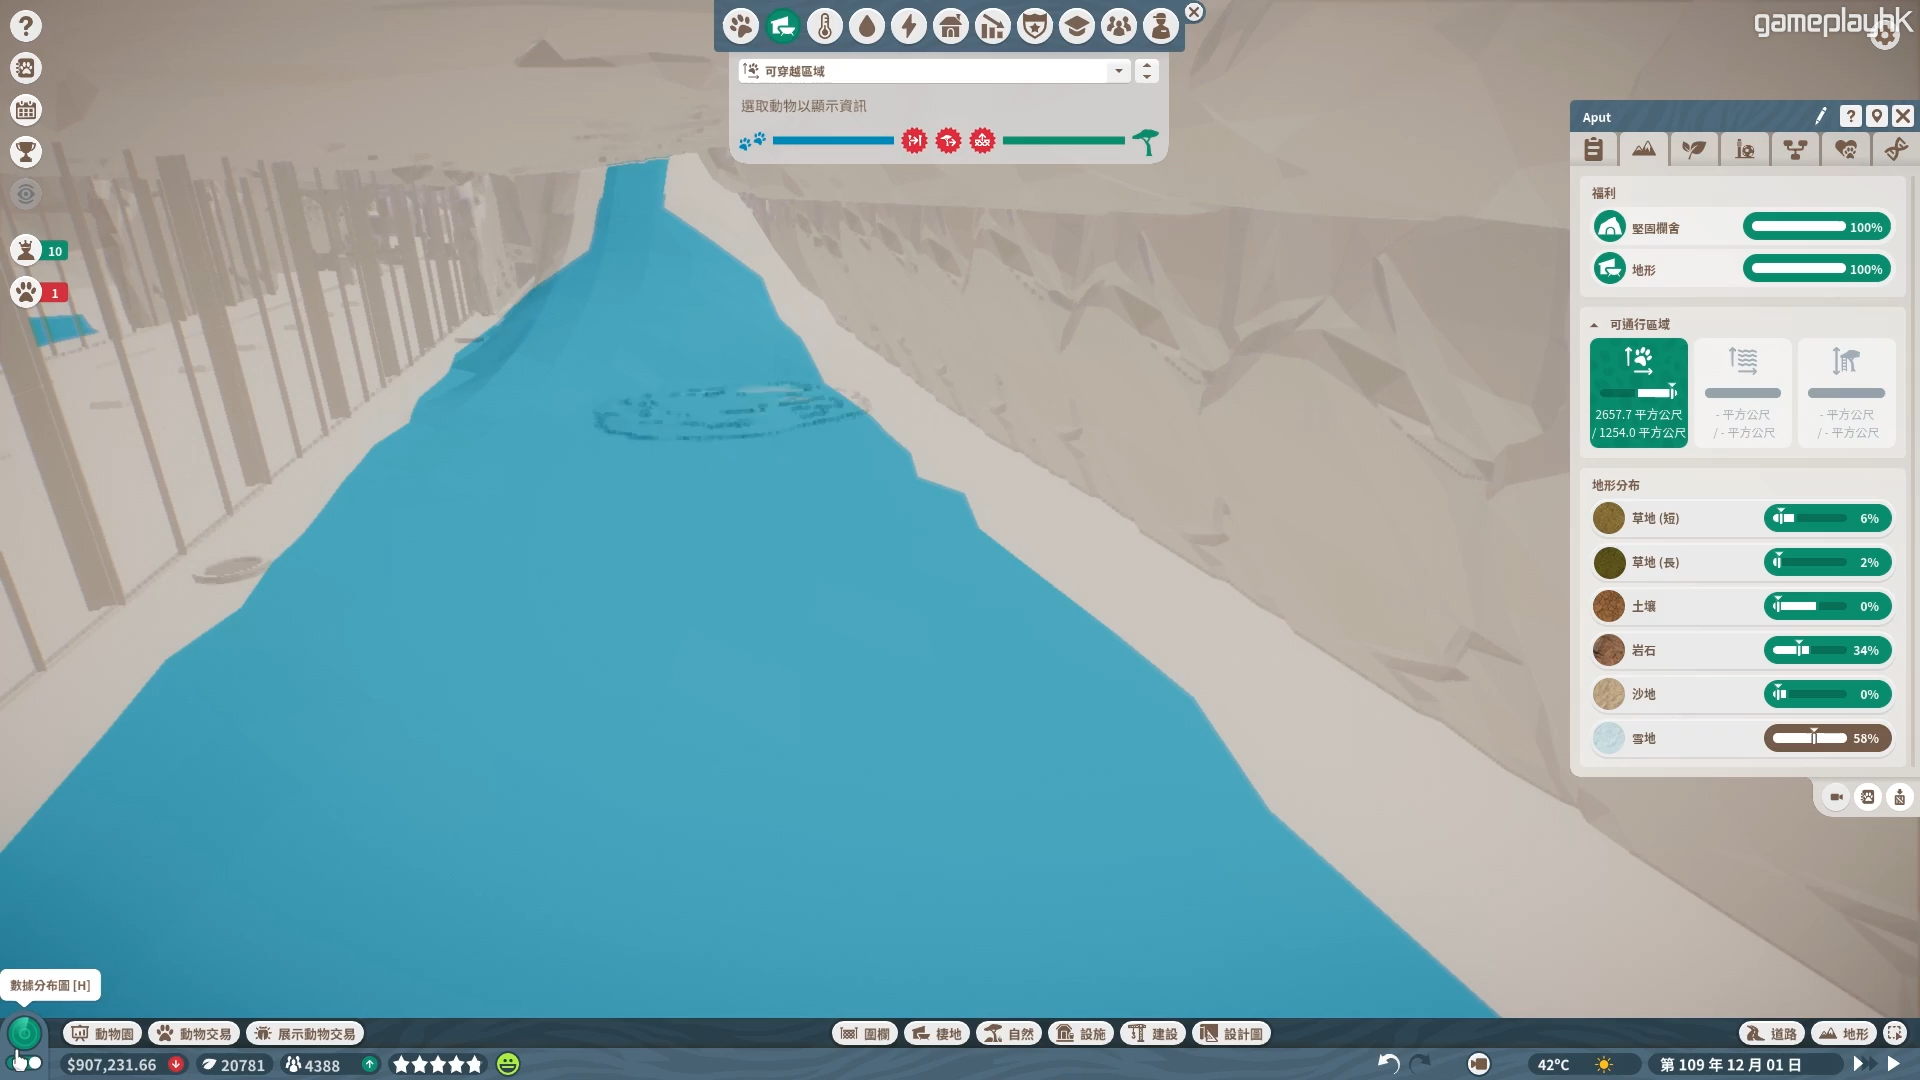 gameplayhk
可穿越區域
選取動物以顯示資訊
10
1
Aput
?
?
福利
堅固欄舍 100%
地形 100%
可通行區域
2657.7 平方公尺
/ 1254.0 平方公尺
- 平方公尺
/ - 平方公尺
- 平方公尺
/ - 平方公尺
地形分布
草地 (短) 6%
草地 (長) 2%
土壤 0%
岩石 34%
沙地 0%
雪地 58%
數據分布圖 [H]
動物園 動物交易 展示動物交易
圍欄 棲地 自然 設施 建設 設計圖
道路 地形
$907,231.66 20781 4388
42°C 第 109 年 12 月 01 日